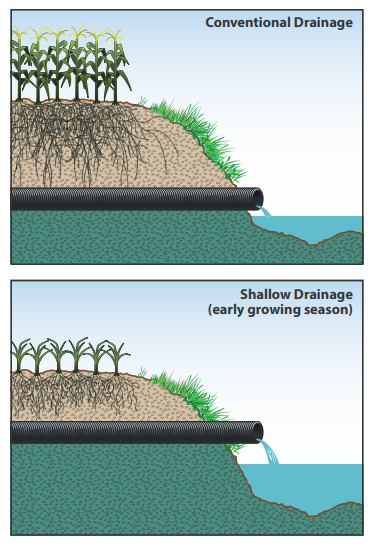 Conventional Drainage
Shallow Drainage
(early growing season)